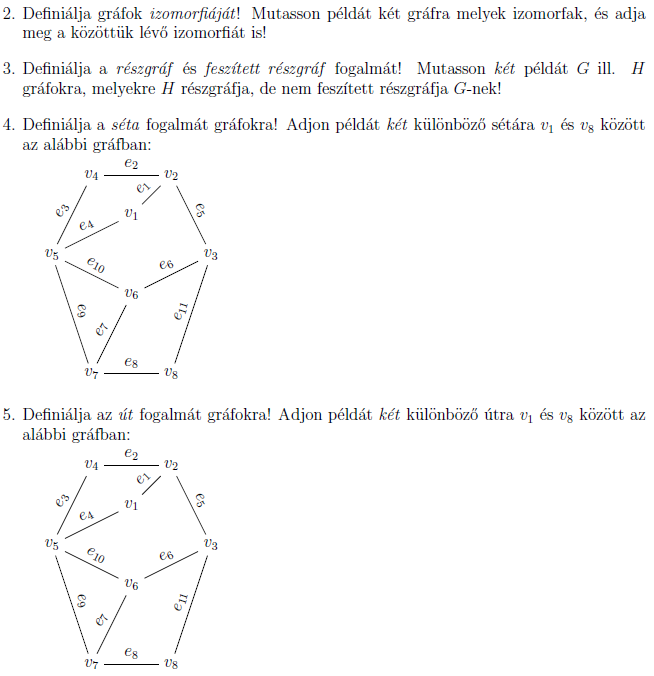 2. Definiálja gráfok izomorfiáját! Mutasson példát két gráfra melyek izomorfak, és adja
meg a közöttük lévő izomorfiát is!
3. Definiálja a részgráf és feszített részgráf fogalmát! Mutasson két példát G ill. H
gráfokra, melyekre H részgráfja, de nem feszített részgráfja G-nek!
4. Definiálja a séta fogalmát gráfokra! Adjon példát két különböző sétára v₁ és v₈ között
az alábbi gráfban:
e₂
v₄ v₂
e₁
e₃ v₁ e₅
e₄
v₅ v₃
e₁₀ e₆
v₆
e₉ e₁₁
e₇
e₈
v₇ v₈
5. Definiálja az út fogalmát gráfokra! Adjon példát két különböző útra v₁ és v₈ között az
alábbi gráfban:
e₂
v₄ v₂
e₁
e₃ v₁ e₅
e₄
v₅ v₃
e₁₀ e₆
v₆
e₉ e₁₁
e₇
e₈
v₇ v₈